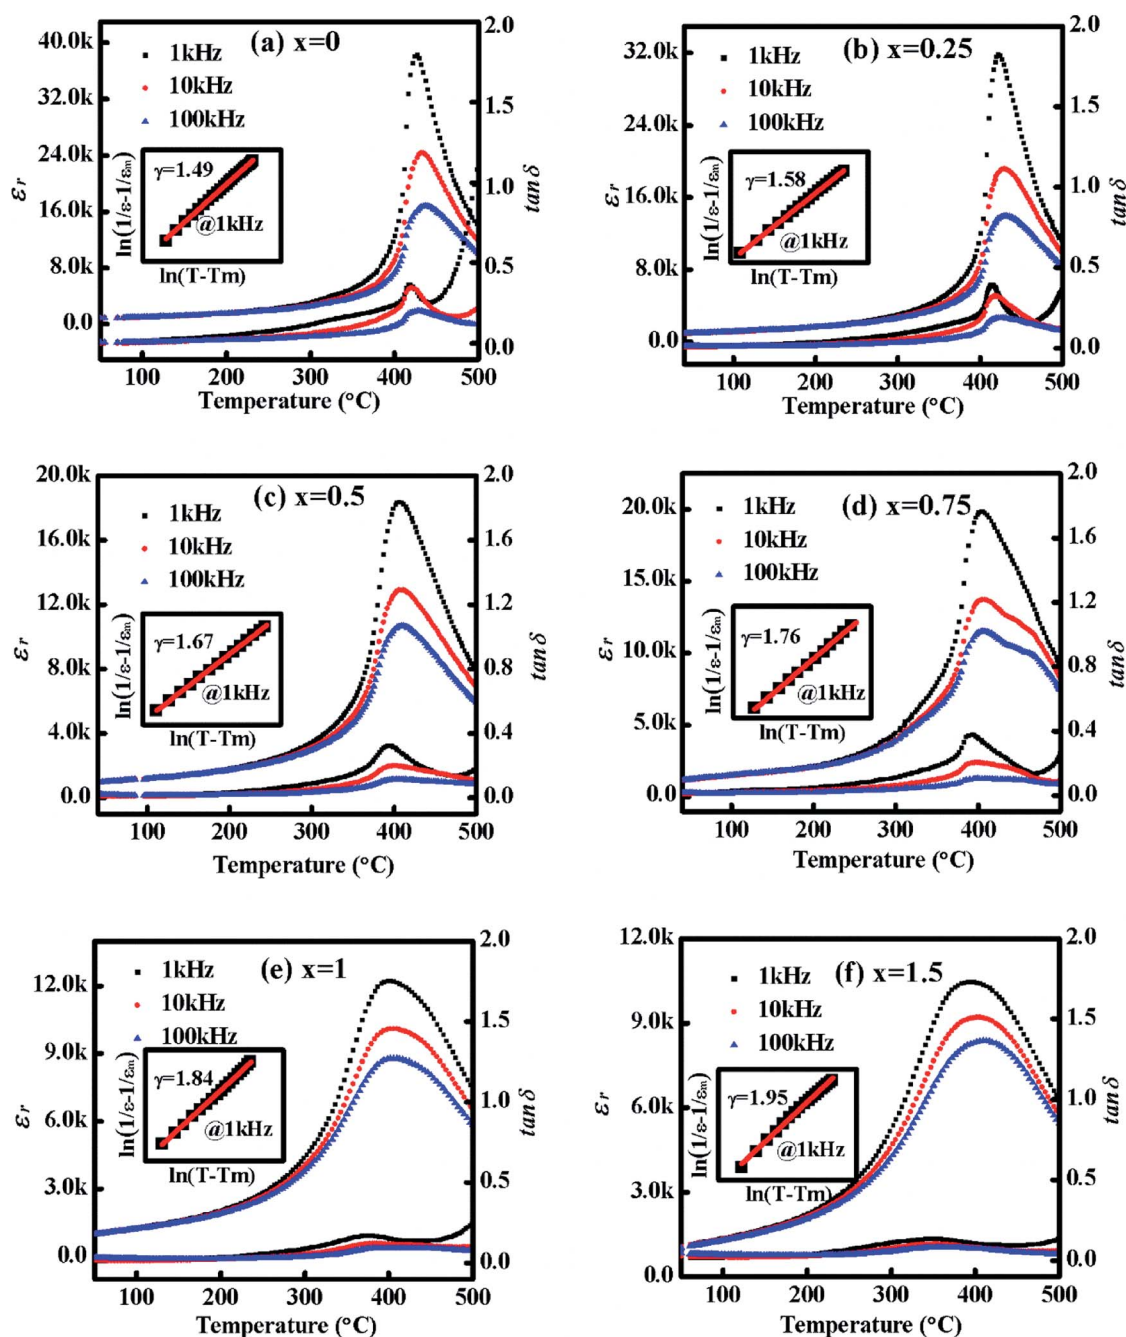 (a) x=0
1kHz
10kHz
100kHz
γ=1.49
@1kHz
ln(1/ε-1/εm)
ln(T-Tm)
40.0k
32.0k
24.0k
16.0k
8.0k
0.0
εr
2.0
1.5
1.0
0.5
0.0
tanδ
100 200 300 400 500
Temperature (°C)
(b) x=0.25
1kHz
10kHz
100kHz
γ=1.58
@1kHz
ln(1/ε-1/εm)
ln(T-Tm)
32.0k
24.0k
16.0k
8.0k
0.0
εr
2.0
1.5
1.0
0.5
0.0
tanδ
100 200 300 400 500
Temperature (°C)
(c) x=0.5
1kHz
10kHz
100kHz
γ=1.67
@1kHz
ln(1/ε-1/εm)
ln(T-Tm)
20.0k
16.0k
12.0k
8.0k
4.0k
0.0
εr
2.0
1.6
1.2
0.8
0.4
0.0
tanδ
100 200 300 400 500
Temperature (°C)
(d) x=0.75
1kHz
10kHz
100kHz
γ=1.76
@1kHz
ln(1/ε-1/εm)
ln(T-Tm)
20.0k
15.0k
10.0k
5.0k
0.0
εr
2.0
1.6
1.2
0.8
0.4
0.0
tanδ
100 200 300 400 500
Temperature (°C)
(e) x=1
1kHz
10kHz
100kHz
γ=1.84
@1kHz
ln(1/ε-1/εm)
ln(T-Tm)
12.0k
9.0k
6.0k
3.0k
0.0
εr
2.0
1.5
1.0
0.5
0.0
tanδ
100 200 300 400 500
Temperature (°C)
(f) x=1.5
1kHz
10kHz
100kHz
γ=1.95
@1kHz
ln(1/ε-1/εm)
ln(T-Tm)
12.0k
9.0k
6.0k
3.0k
0.0
εr
2.0
1.5
1.0
0.5
0.0
tanδ
100 200 300 400 500
Temperature (°C)